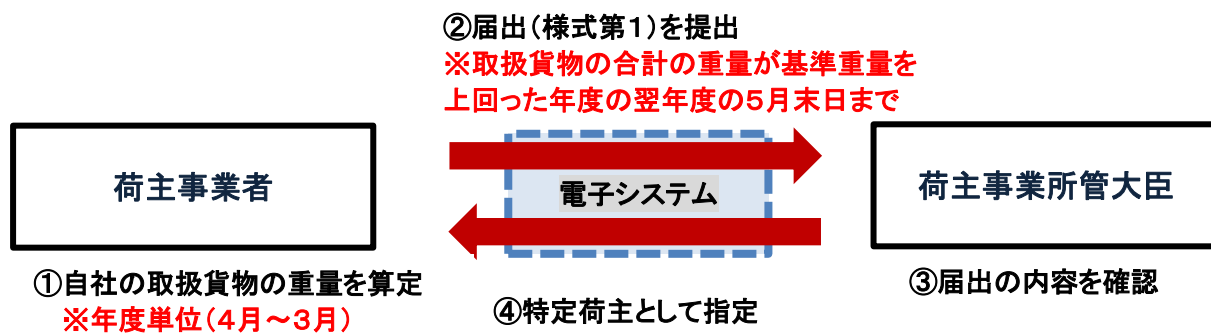 ②届出（様式第１）を提出
※取扱貨物の合計の重量が基準重量を
上回った年度の翌年度の５月末日まで
荷主事業者
電子システム
荷主事業所管大臣
①自社の取扱貨物の重量を算定
※年度単位（４月～３月）
④特定荷主として指定
③届出の内容を確認